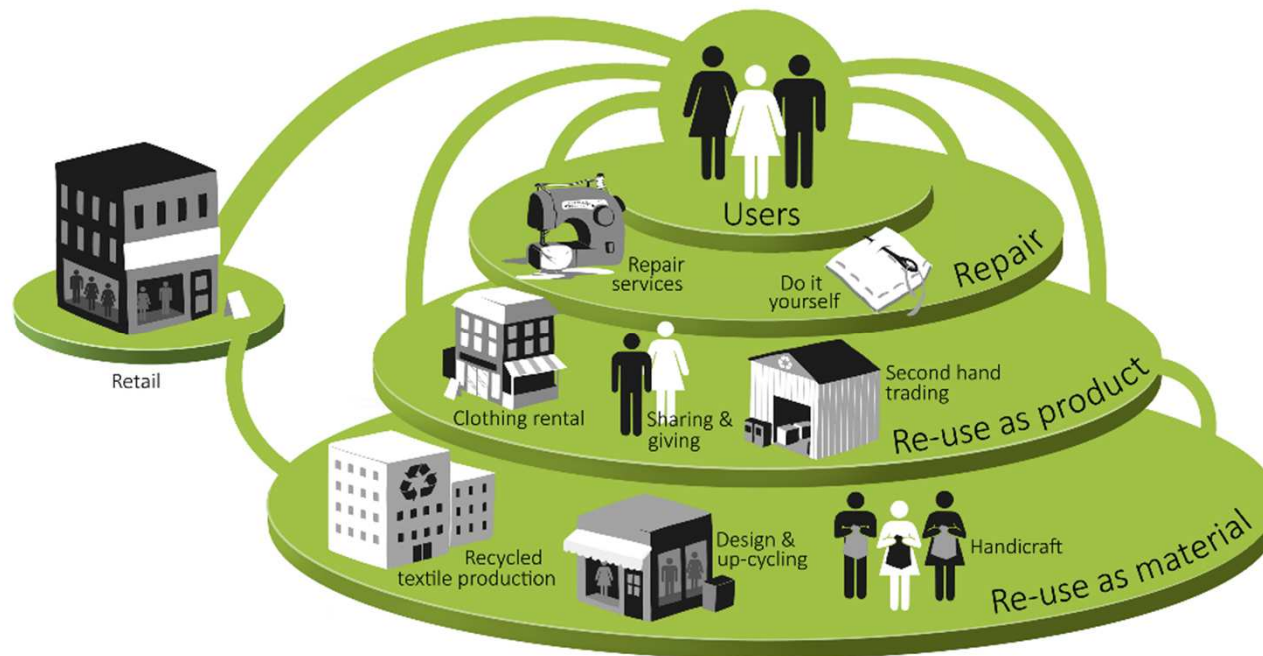 Users
Repair
services
Do it
yourself
Repair
Retail
Clothing rental
Sharing &
giving
Second hand
trading
Re-use as product
Recycled
textile production
Design &
up-cycling
Handicraft
Re-use as material